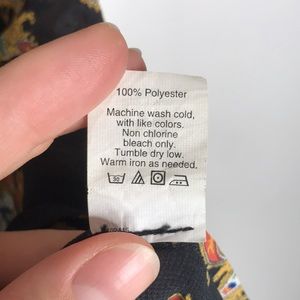 100% Polyester
Machine wash cold,
with like colors.
Non chlorine
bleach only.
Tumble dry low.
Warm iron as needed.
30